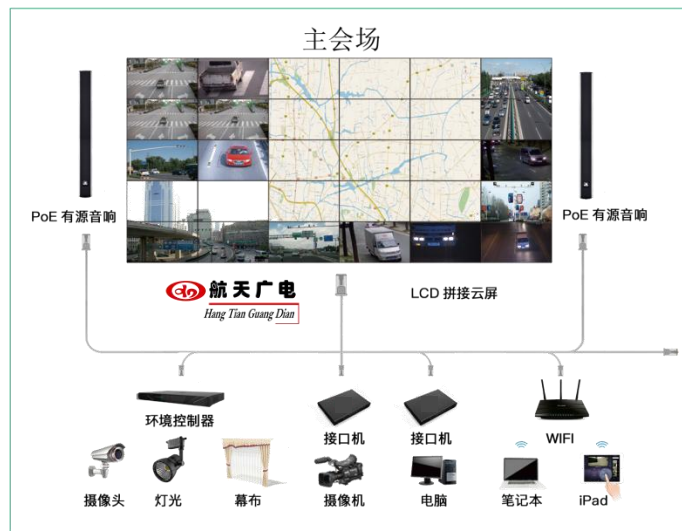 主会场
PoE 有源音响
PoE 有源音响
航天广电
Hang Tian Guang Dian
LCD 拼接云屏
环境控制器
接口机
接口机
WIFI
摄像头
灯光
幕布
摄像机
电脑
笔记本
iPad